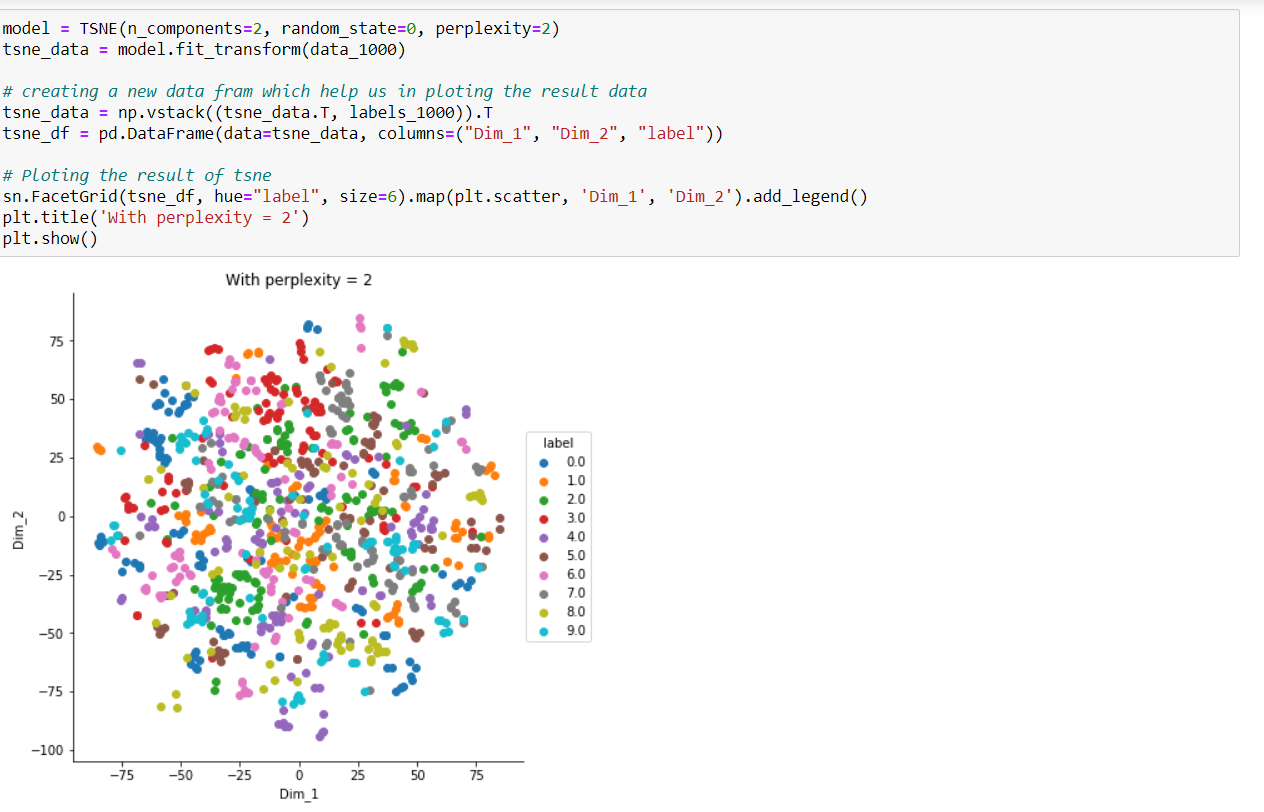 model = TSNE(n_components=2, random_state=0, perplexity=2)
tsne_data = model.fit_transform(data_1000)
# creating a new data fram which help us in ploting the result data
tsne_data = np.vstack((tsne_data.T, labels_1000)).T
tsne_df = pd.DataFrame(data=tsne_data, columns=("Dim_1", "Dim_2", "label"))
# Ploting the result of tsne
sn.FacetGrid(tsne_df, hue="label", size=6).map(plt.scatter, 'Dim_1', 'Dim_2').add_legend()
plt.title('With perplexity = 2')
plt.show()
With perplexity = 2
75
50
25
0
−25
−50
−75
−100
Dim_2
−75 −50 −25 0 25 50 75
Dim_1
label
0.0
1.0
2.0
3.0
4.0
5.0
6.0
7.0
8.0
9.0